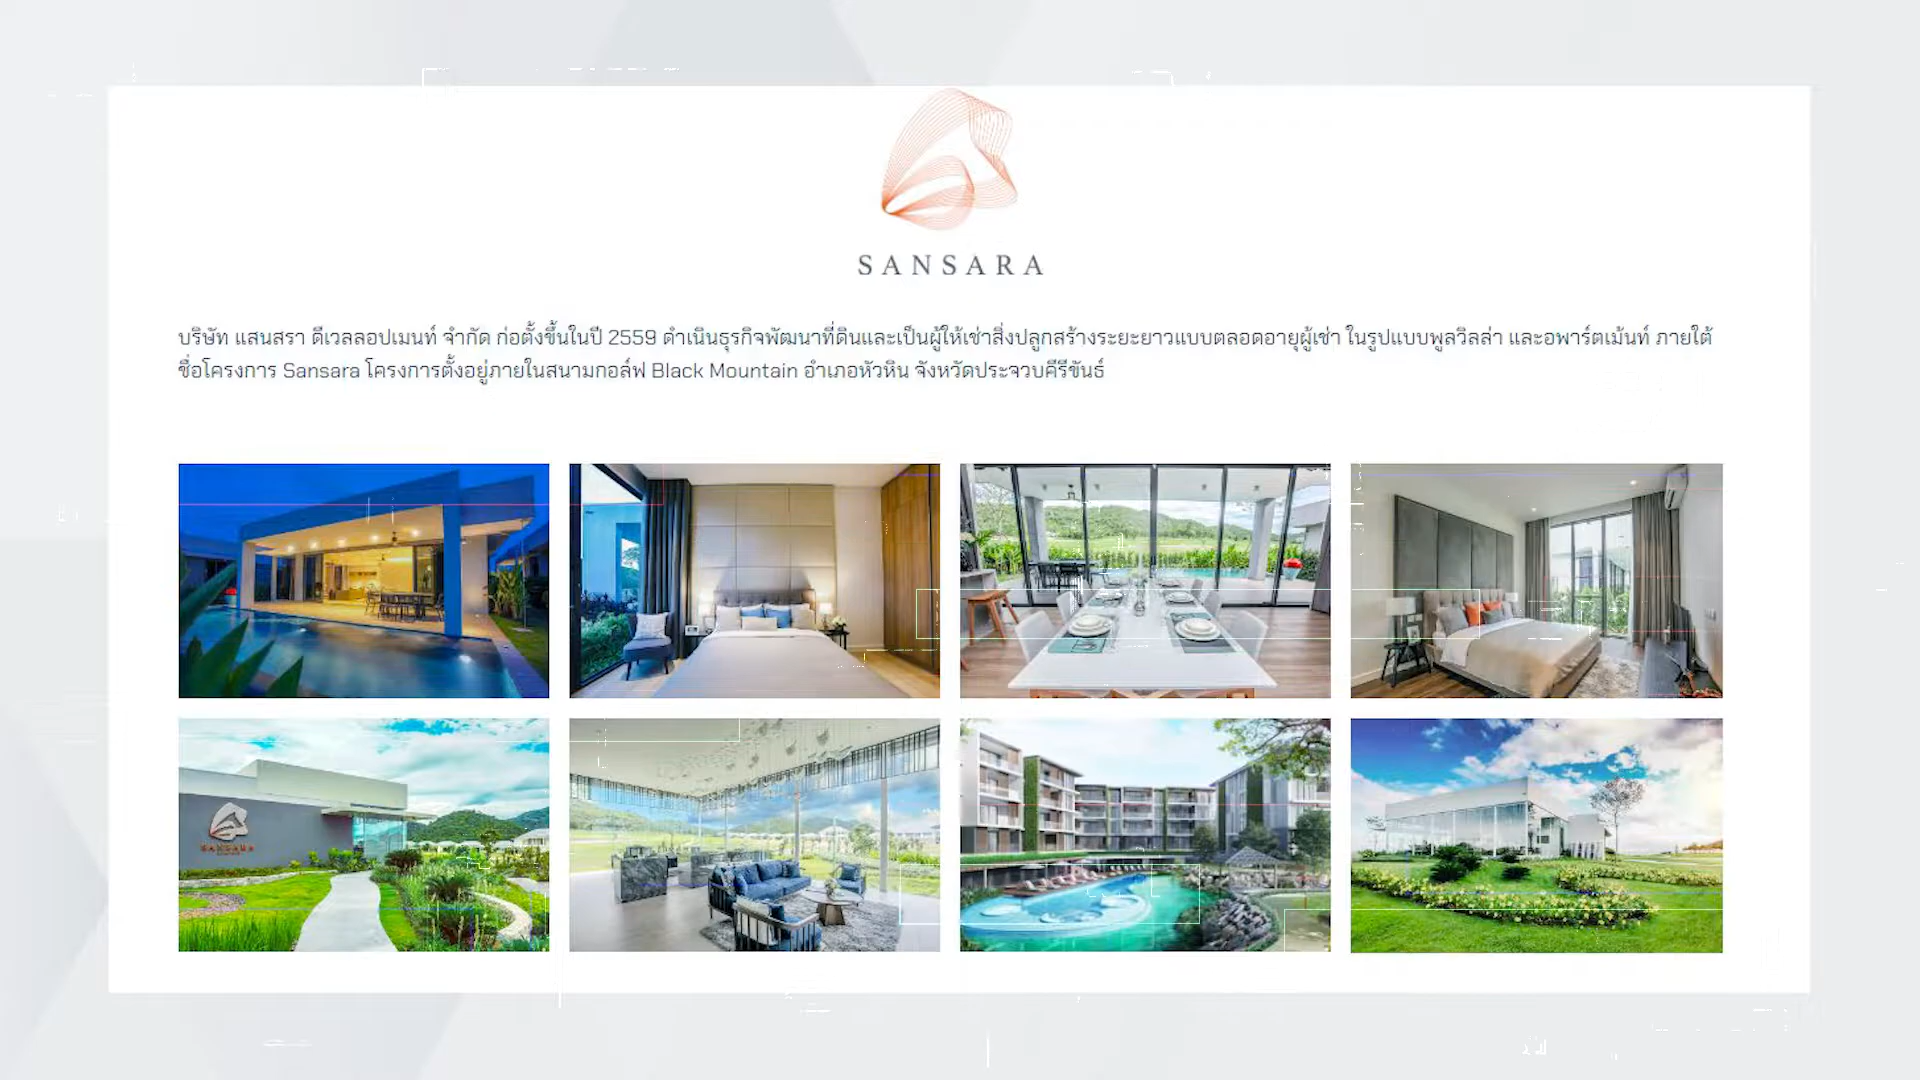 SANSARA
บริษัท แสนสรา ดีเวลลอปเมนท์ จำกัด ก่อตั้งขึ้นในปี 2559 ดำเนินธุรกิจพัฒนาที่ดินและเป็นผู้ให้เช่าสิ่งปลูกสร้างระยะยาวแบบตลอดอายุผู้เช่า ในรูปแบบพูลวิลล่า และอพาร์ตเม้นท์ ภายใต้
ชื่อโครงการ Sansara โครงการตั้งอยู่ภายในสนามกอล์ฟ Black Mountain อำเภอหัวหิน จังหวัดประจวบคีรีขันธ์
SANSARA